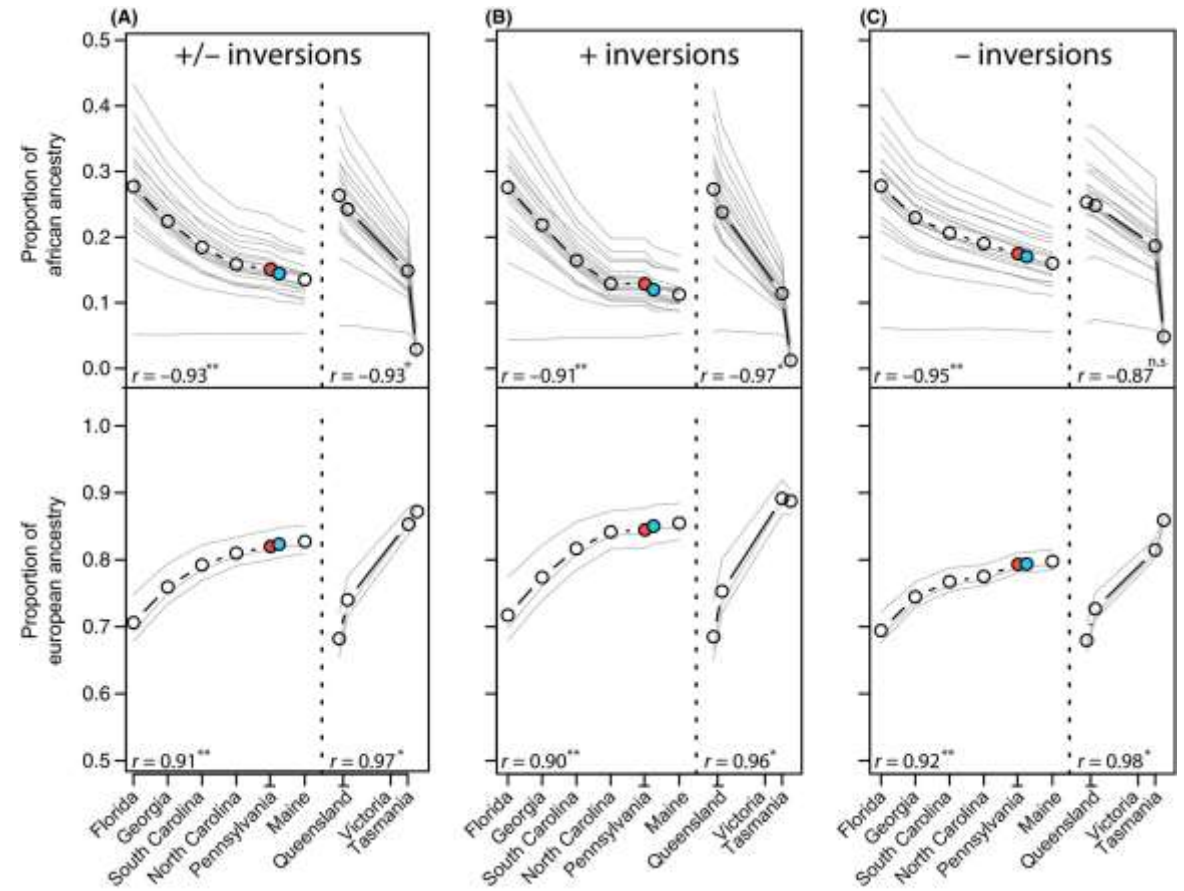 (A)
(B)
(C)
+/– inversions
+ inversions
– inversions
Proportion of
african ancestry
0.5
0.4
0.3
0.2
0.1
0.0
r = –0.93**
r = –0.93*
r = –0.91**
r = –0.97*
r = –0.95**
r = –0.87 n.s.
Proportion of
european ancestry
1.0
0.9
0.8
0.7
0.6
0.5
r = 0.91**
r = 0.97*
r = 0.90**
r = 0.96*
r = 0.92**
r = 0.98*
Florida
Georgia
South Carolina
North Carolina
Pennsylvania
Maine
Queensland
Victoria
Tasmania
Florida
Georgia
South Carolina
North Carolina
Pennsylvania
Maine
Queensland
Victoria
Tasmania
Florida
Georgia
South Carolina
North Carolina
Pennsylvania
Maine
Queensland
Victoria
Tasmania